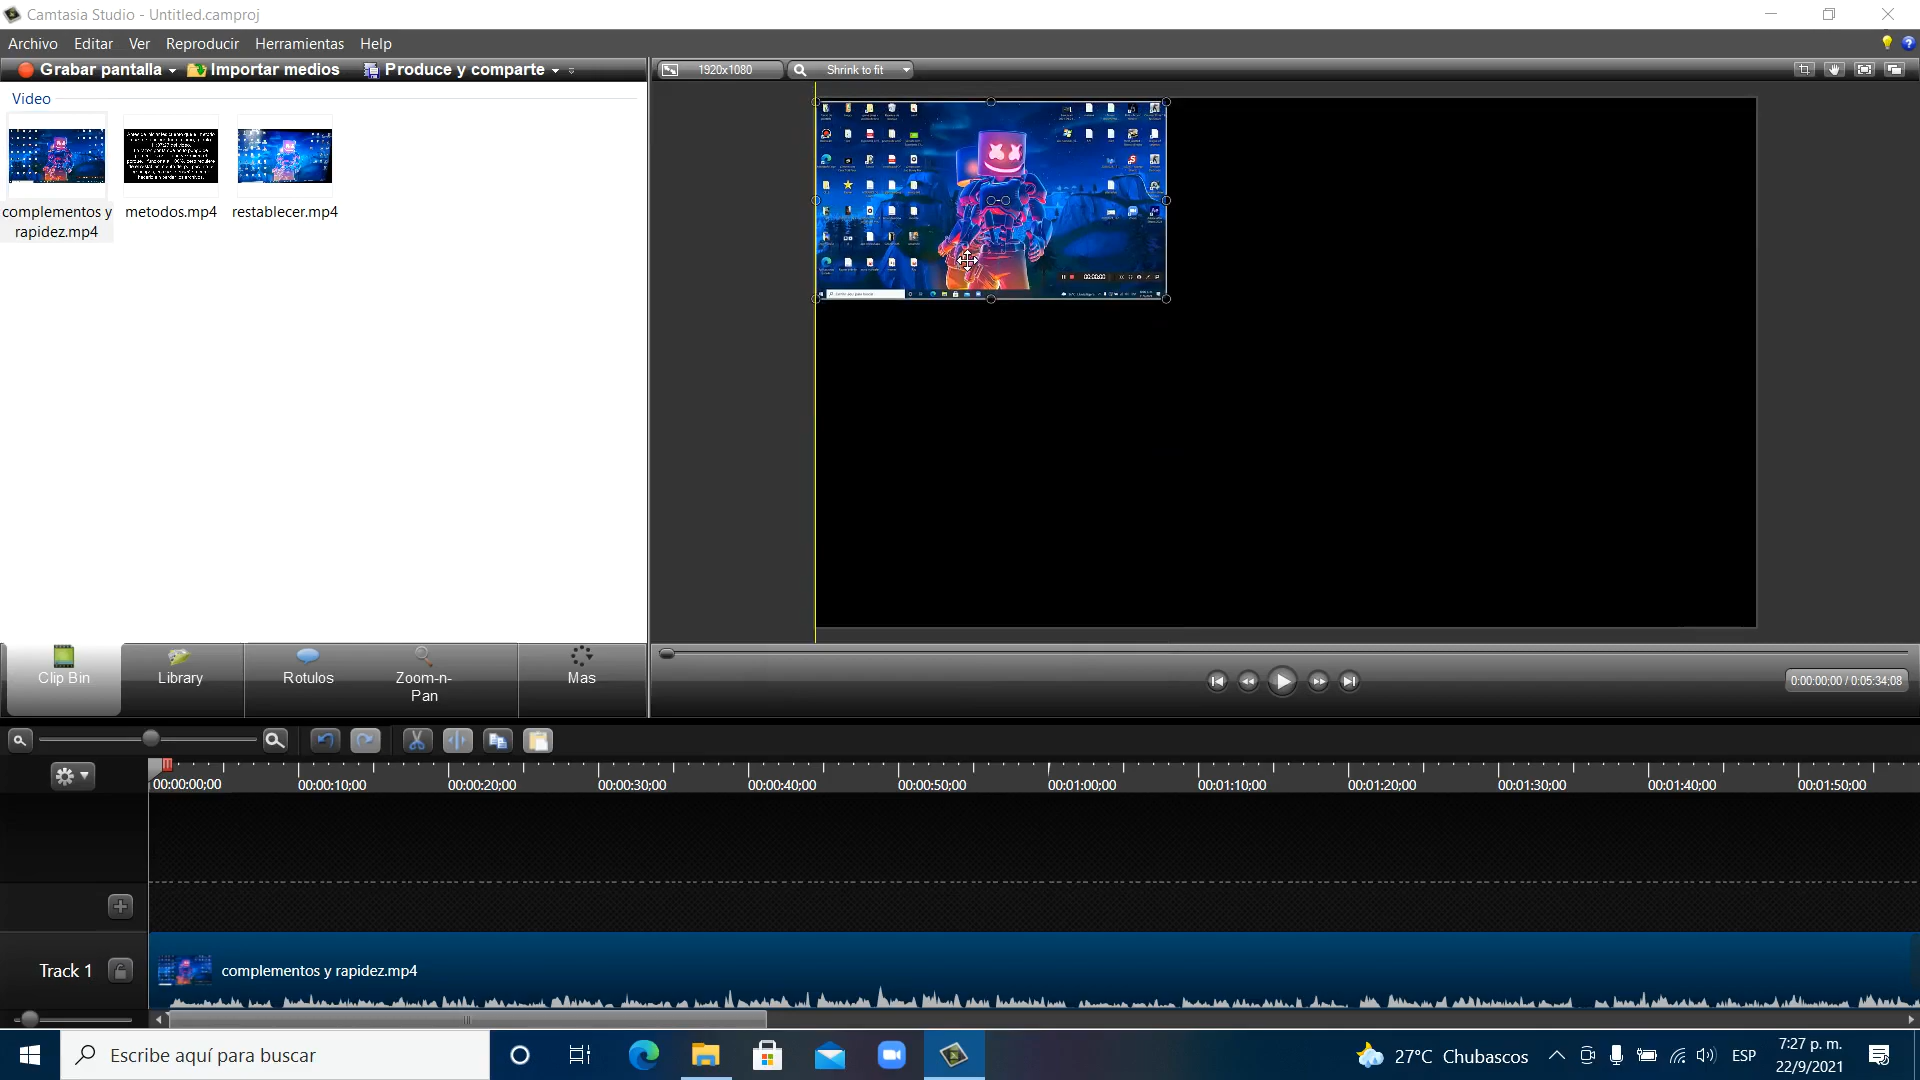 Camtasia Studio - Untitled.camproj
Archivo Editar Ver Reproducir Herramientas Help
Grabar pantalla Importar medios Produce y comparte
1920x1080 Shrink to fit
Video
complementos y rapidez.mp4
metodos.mp4
restablecer.mp4
00:00:00
Clip Bin
Library
Rotulos
Zoom-n-Pan
Mas
0:00:00;00 / 0:05:34;08
00:00:00;00 00:00:10;00 00:00:20;00 00:00:30;00 00:00:40;00 00:00:50;00 00:01:00;00 00:01:10;00 00:01:20;00 00:01:30;00 00:01:40;00 00:01:50;00
Track 1
complementos y rapidez.mp4
Escribe aquí para buscar
27°C Chubascos
ESP
7:27 p. m.
22/9/2021